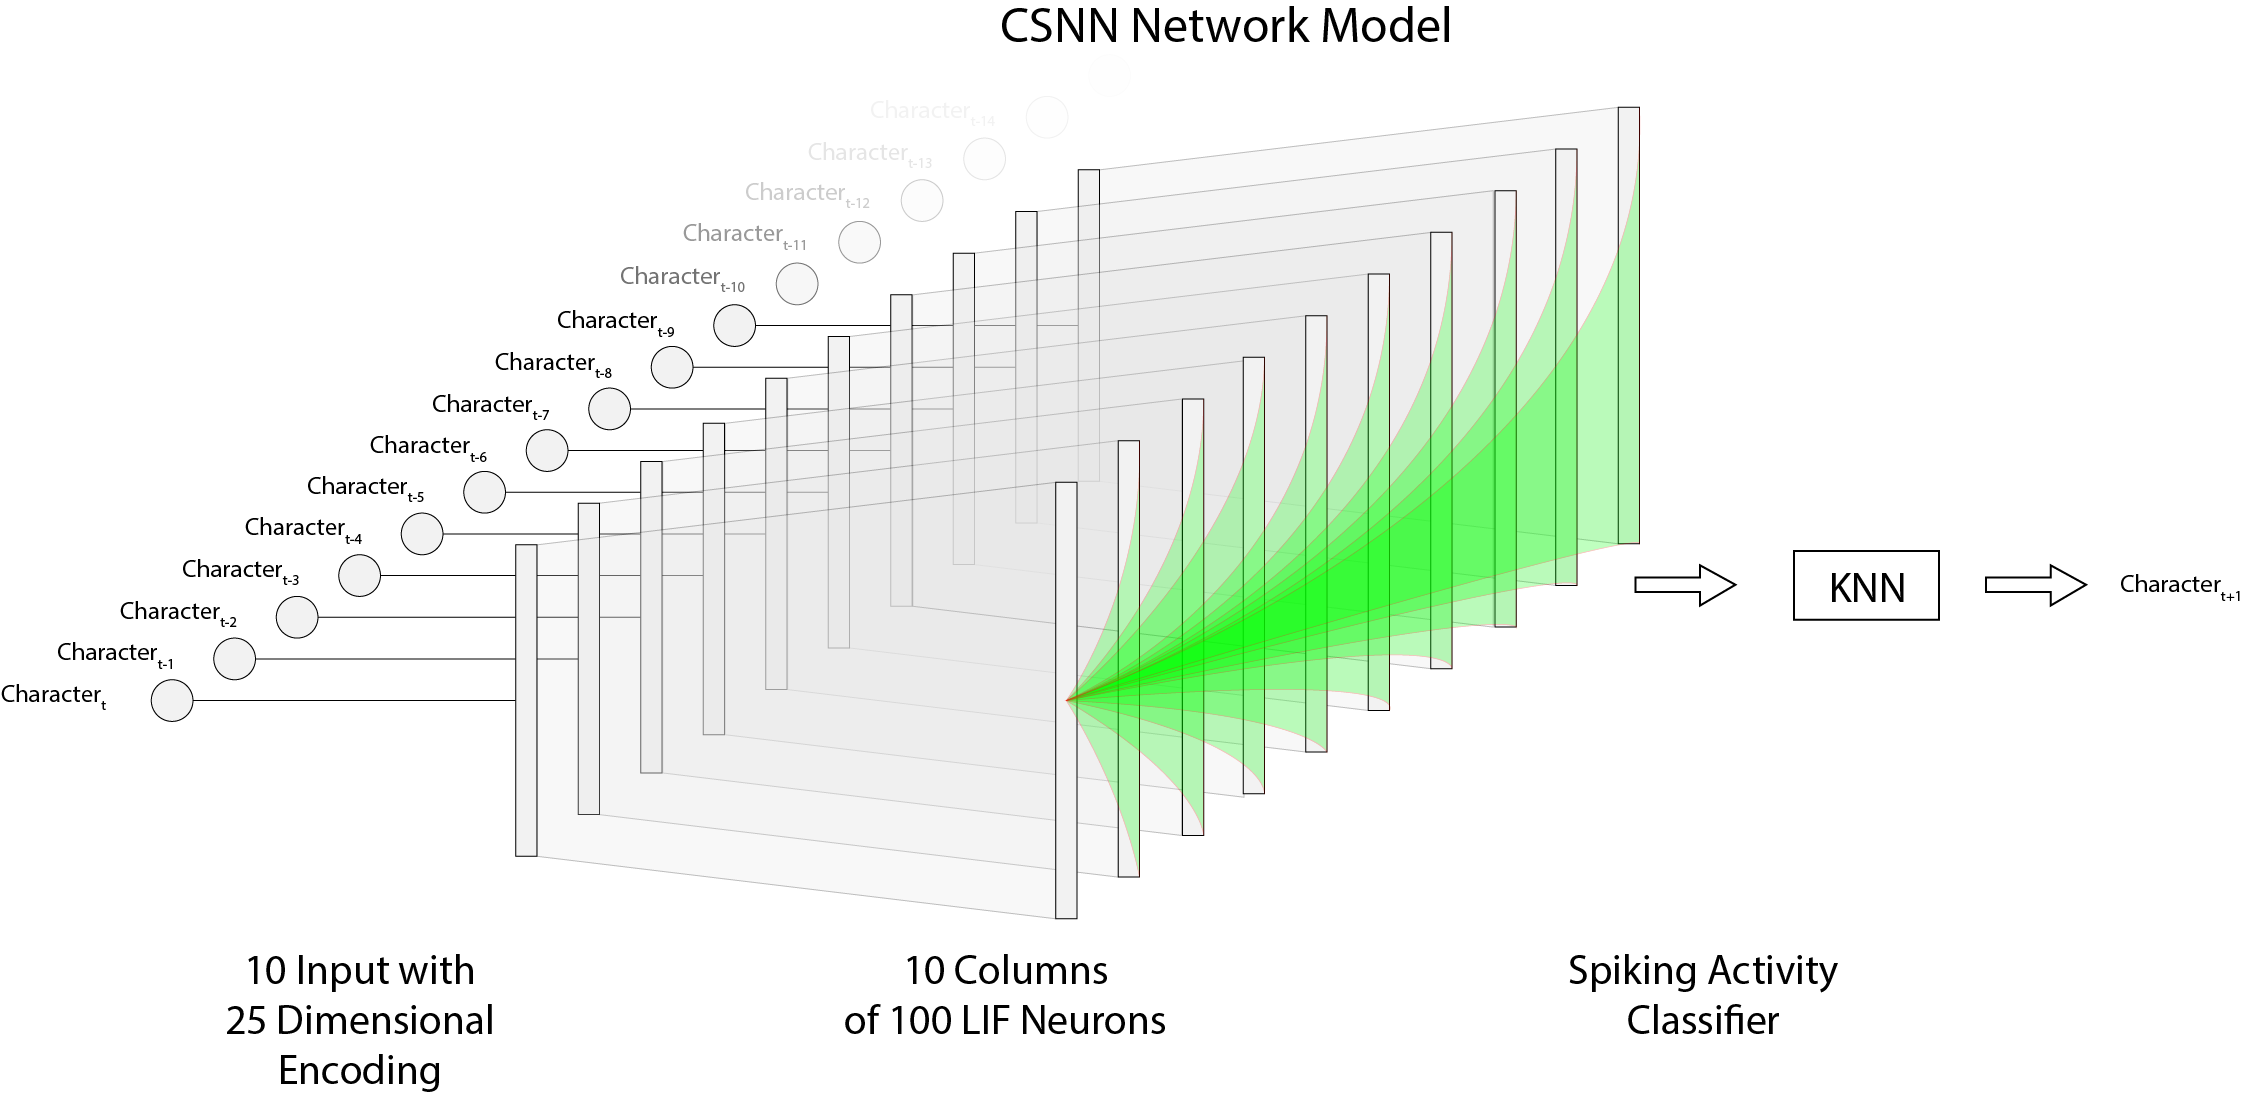 CSNN Network Model
Character t-14
Character t-13
Character t-12
Character t-11
Character t-10
Character t-9
Character t-8
Character t-7
Character t-6
Character t-5
Character t-4
Character t-3
Character t-2
Character t-1
Character t
KNN
Character t+1
10 Input with
25 Dimensional
Encoding
10 Columns
of 100 LIF Neurons
Spiking Activity
Classifier